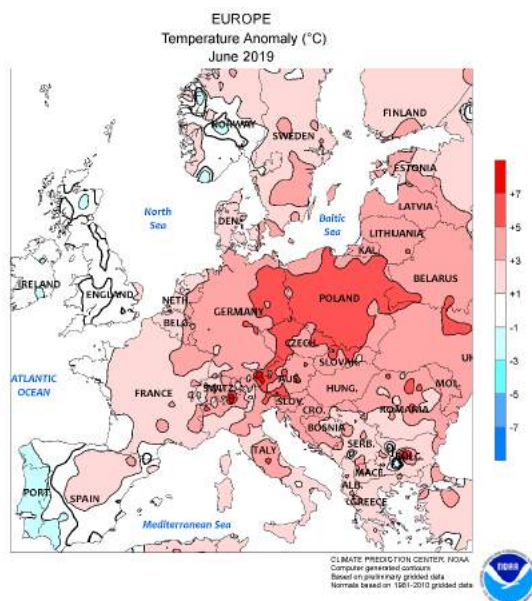 EUROPE
Temperature Anomaly (°C)
June 2019
FINLAND
NORWAY
SWEDEN
ESTONIA
North
Sea
Baltic
Sea
LATVIA
DEN.
LITHUANIA
KAL.
IRELAND
ENGLAND
BELARUS
NETH.
POLAND
BELG.
GERMANY
CZECH.
SLOVAK.
UK
ATLANTIC
OCEAN
FRANCE
SWITZ.
AUS.
HUNG.
MOL.
SLOV.
CRO.
ROMANIA
BOSNIA
ITALY
SERB.
BULG.
PORT.
SPAIN
MACE.
ALB.
GREECE
Mediterranean Sea
+7
+5
+3
+1
-1
-3
-5
-7
CLIMATE PREDICTION CENTER, NOAA
Computer generated contours
Based on preliminary gridded data
Normals based on 1981-2010 gridded data
NOAA